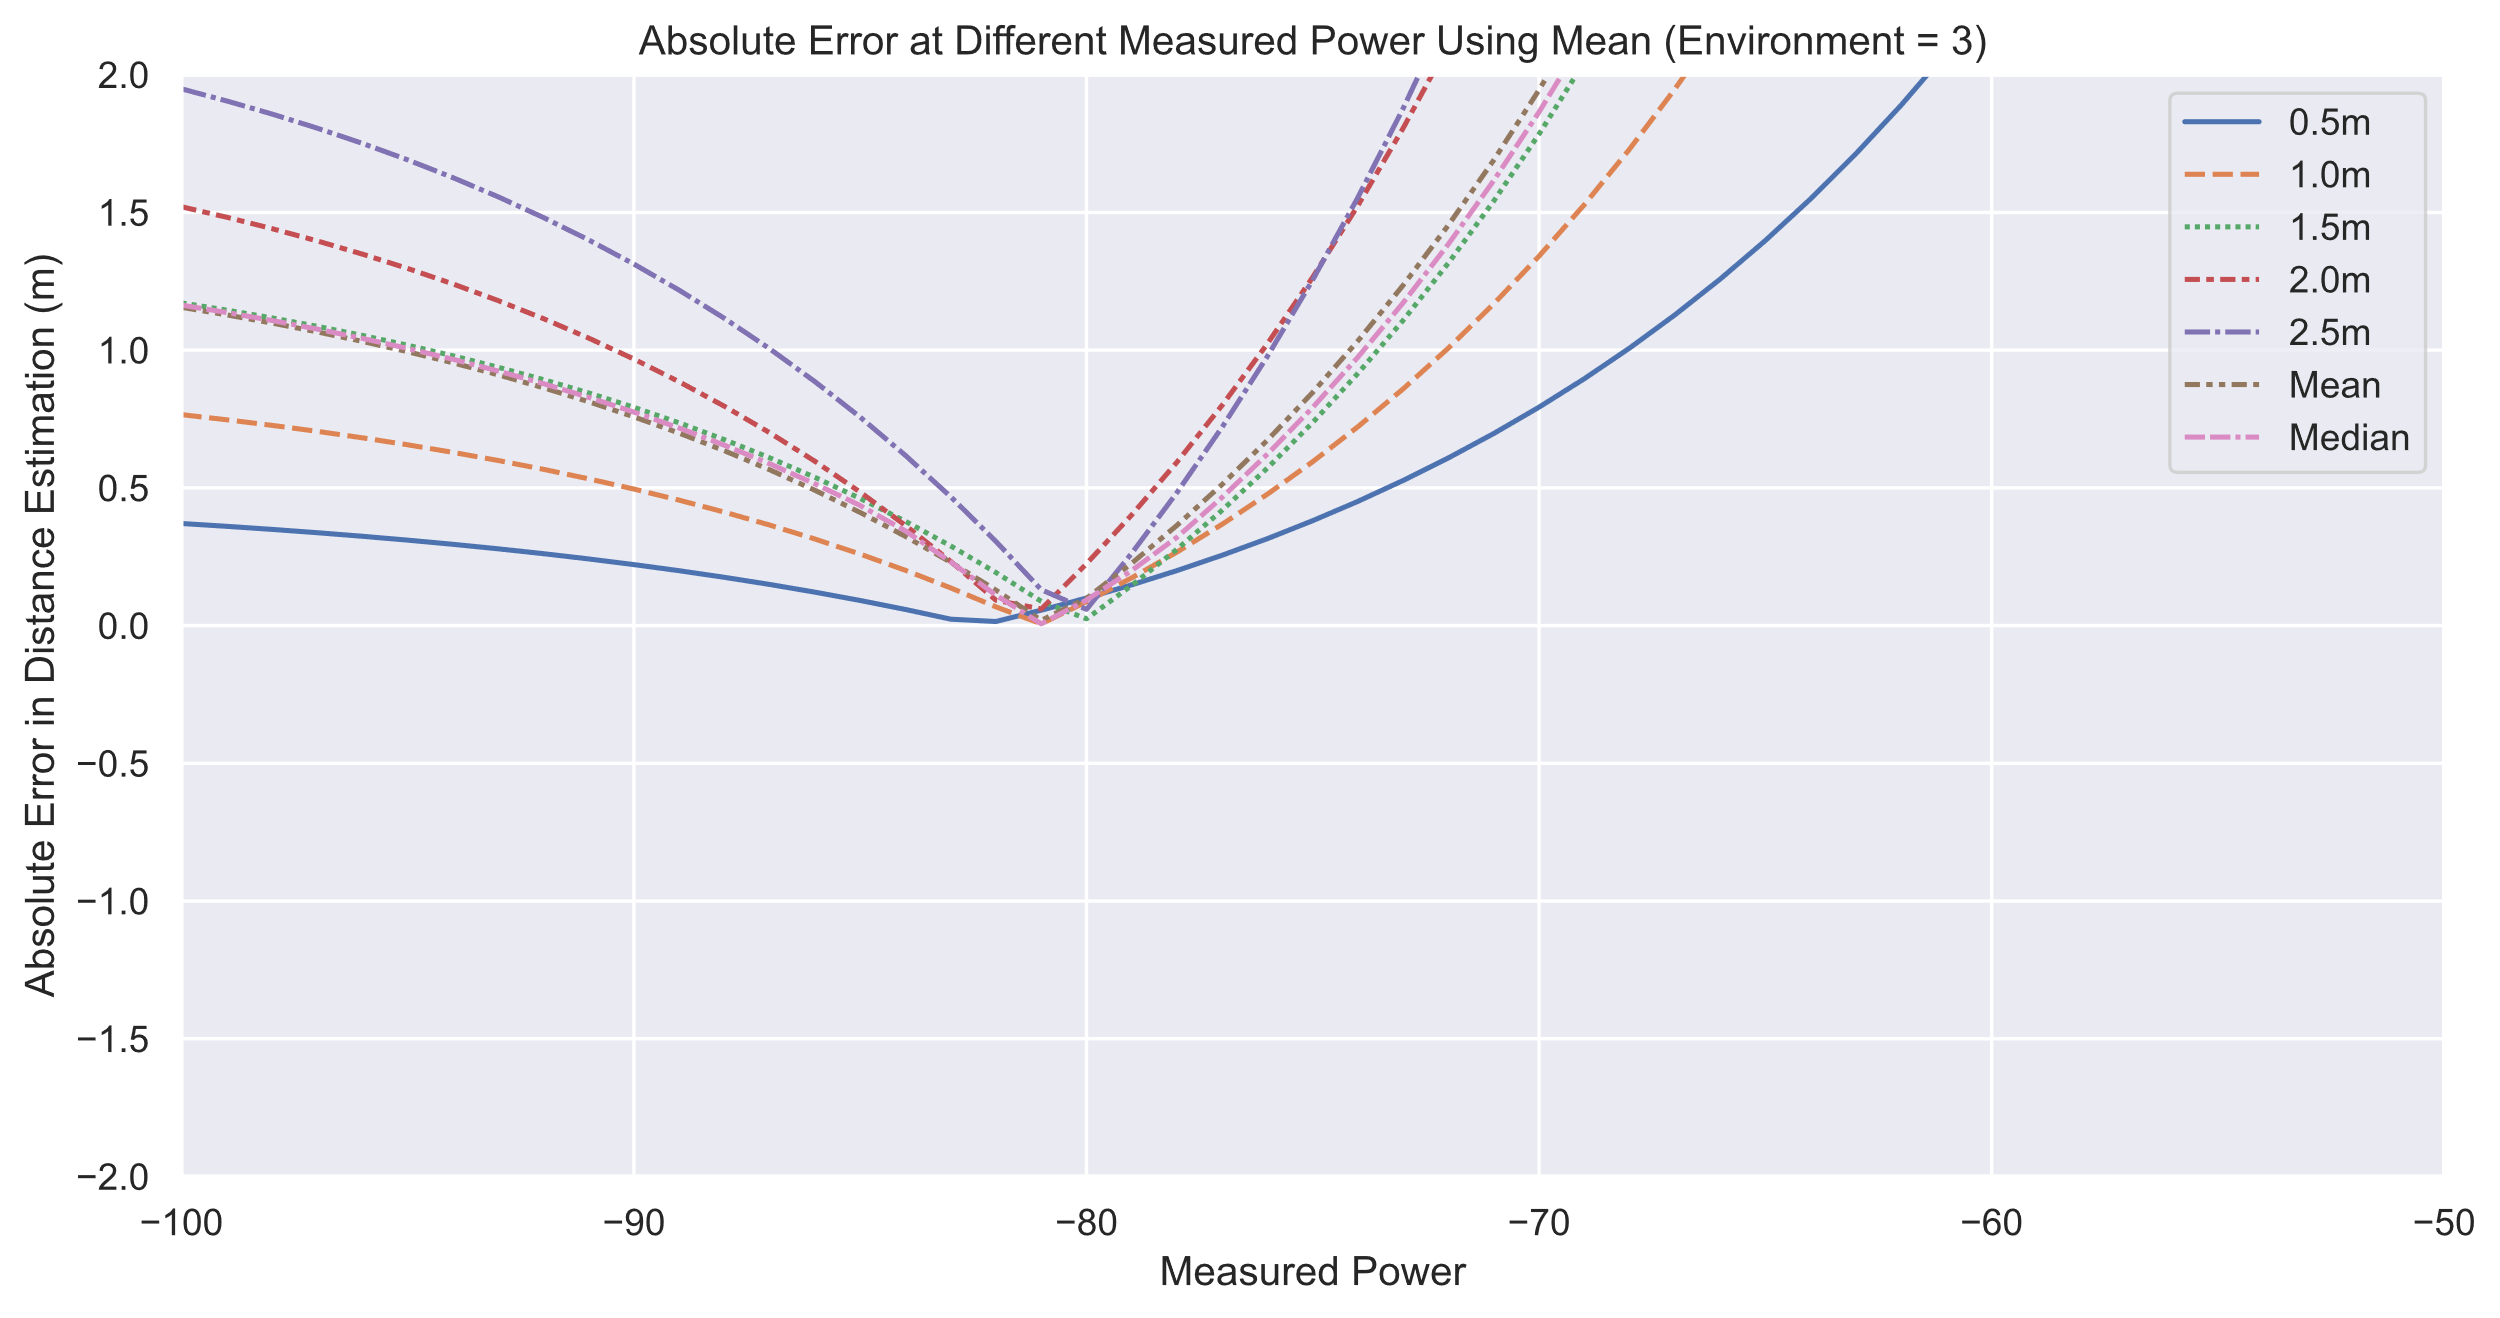 Absolute Error at Different Measured Power Using Mean (Environment = 3)
Absolute Error in Distance Estimation (m)
2.0
1.5
1.0
0.5
0.0
−0.5
−1.0
−1.5
−2.0
0.5m
1.0m
1.5m
2.0m
2.5m
Mean
Median
−100 −90 −80 −70 −60 −50
Measured Power